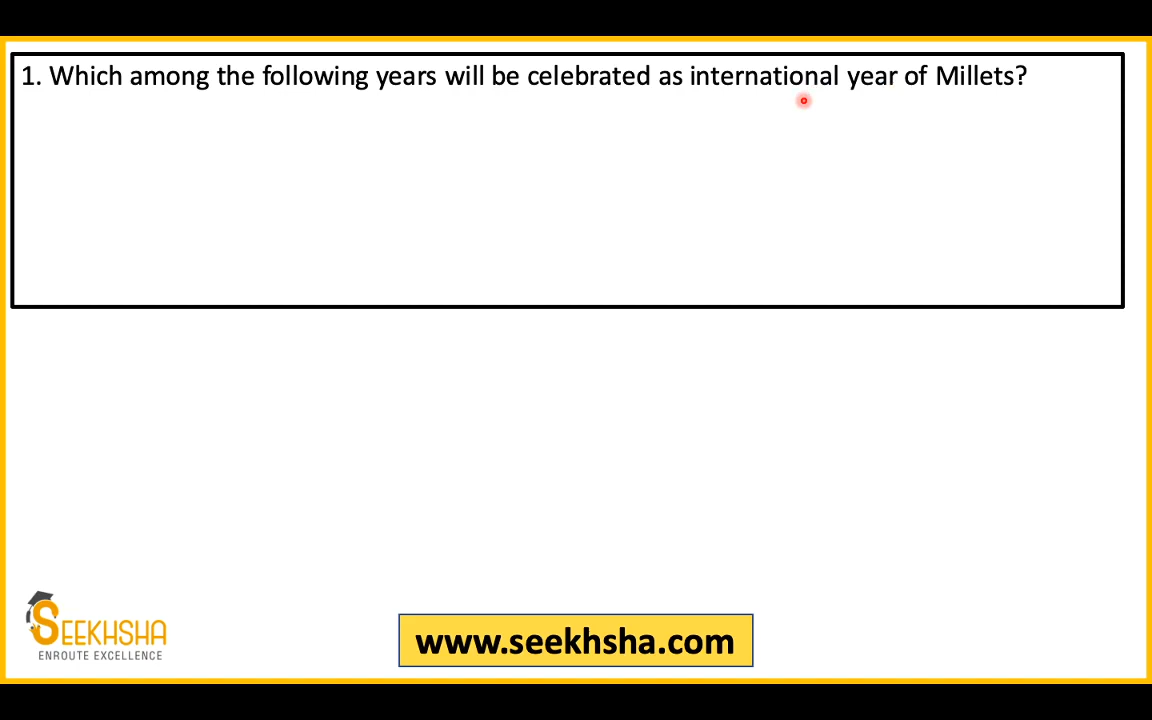 1. Which among the following years will be celebrated as international year of Millets?
SEEKHSHA
ENROUTE EXCELLENCE
www.seekhsha.com